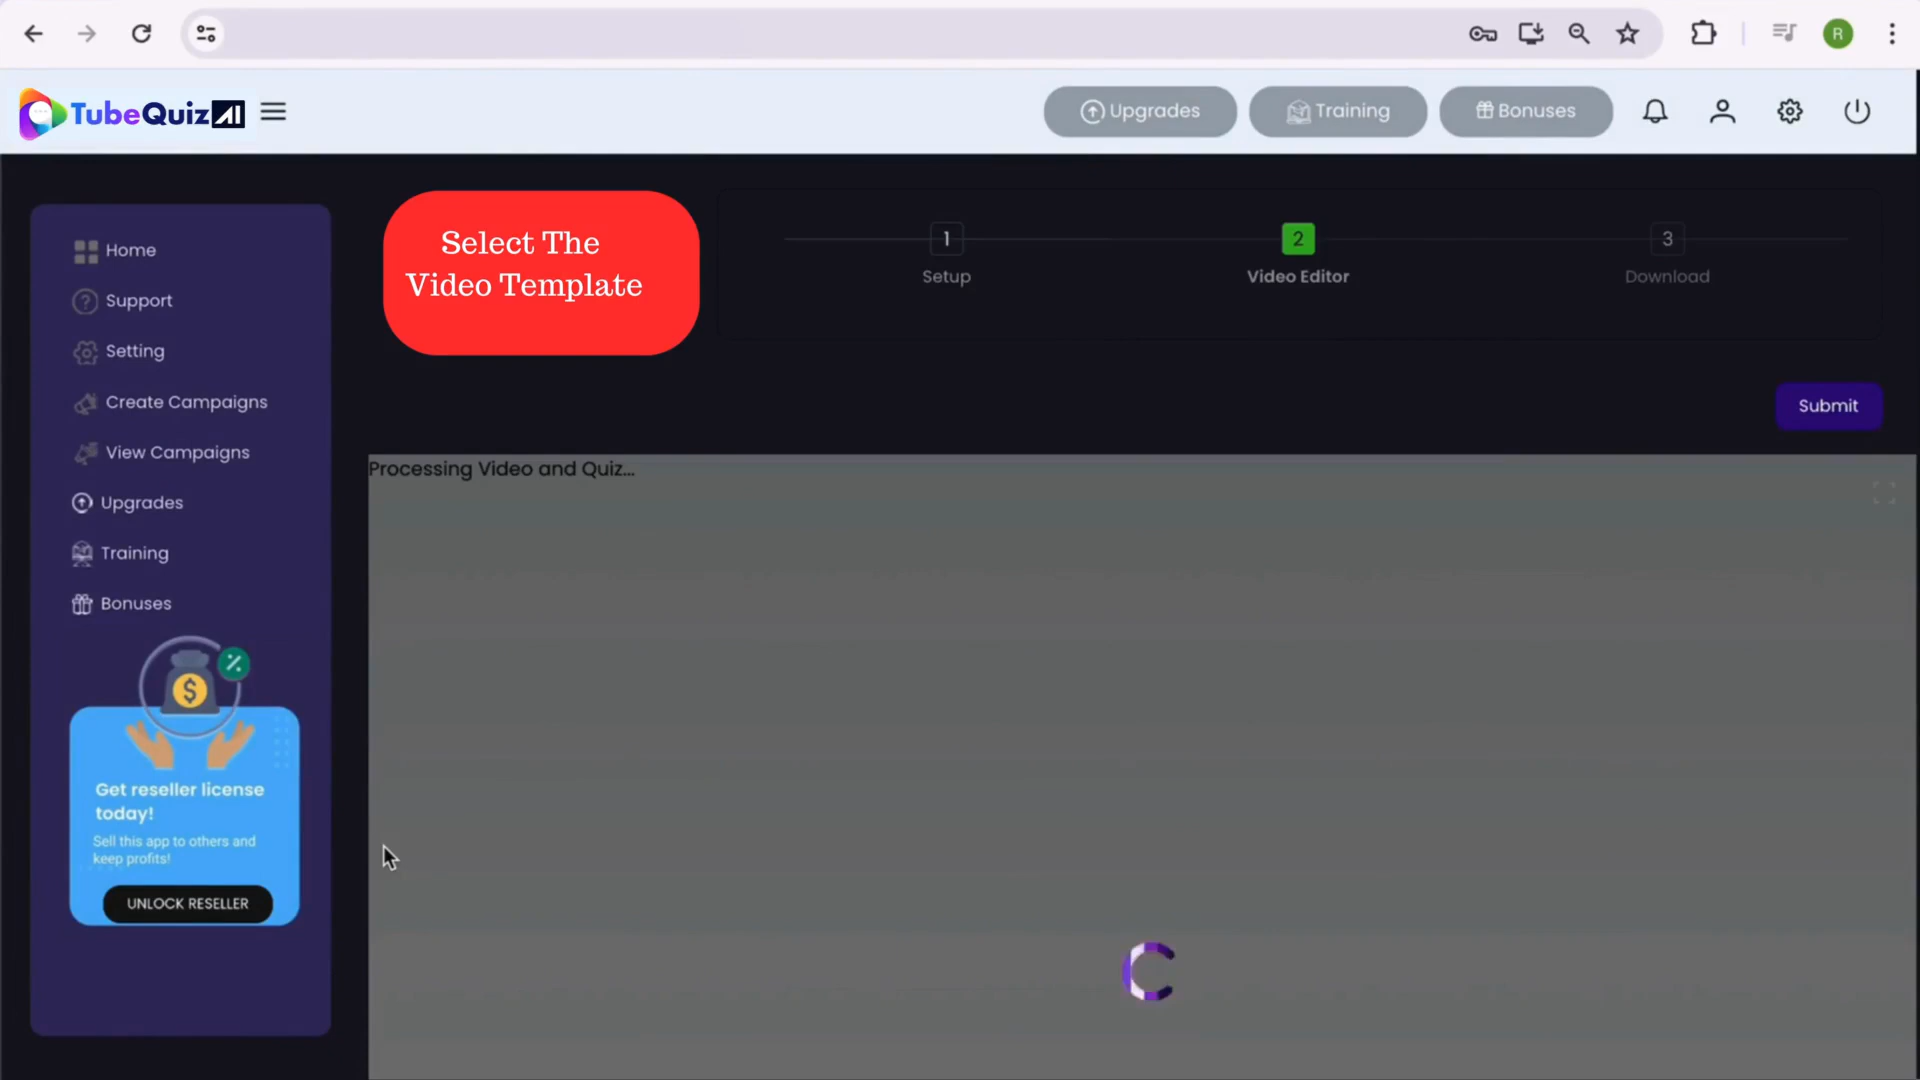 R
TubeQuizAI
Upgrades
Training
Bonuses
Select The
Video Template
1
Setup
2
Video Editor
3
Download
Submit
Home
Support
Setting
Create Campaigns
View Campaigns
Upgrades
Training
Bonuses
Processing Video and Quiz...
%
$
Get reseller license
today!
Sell this app to others and
keep profits!
UNLOCK RESELLER